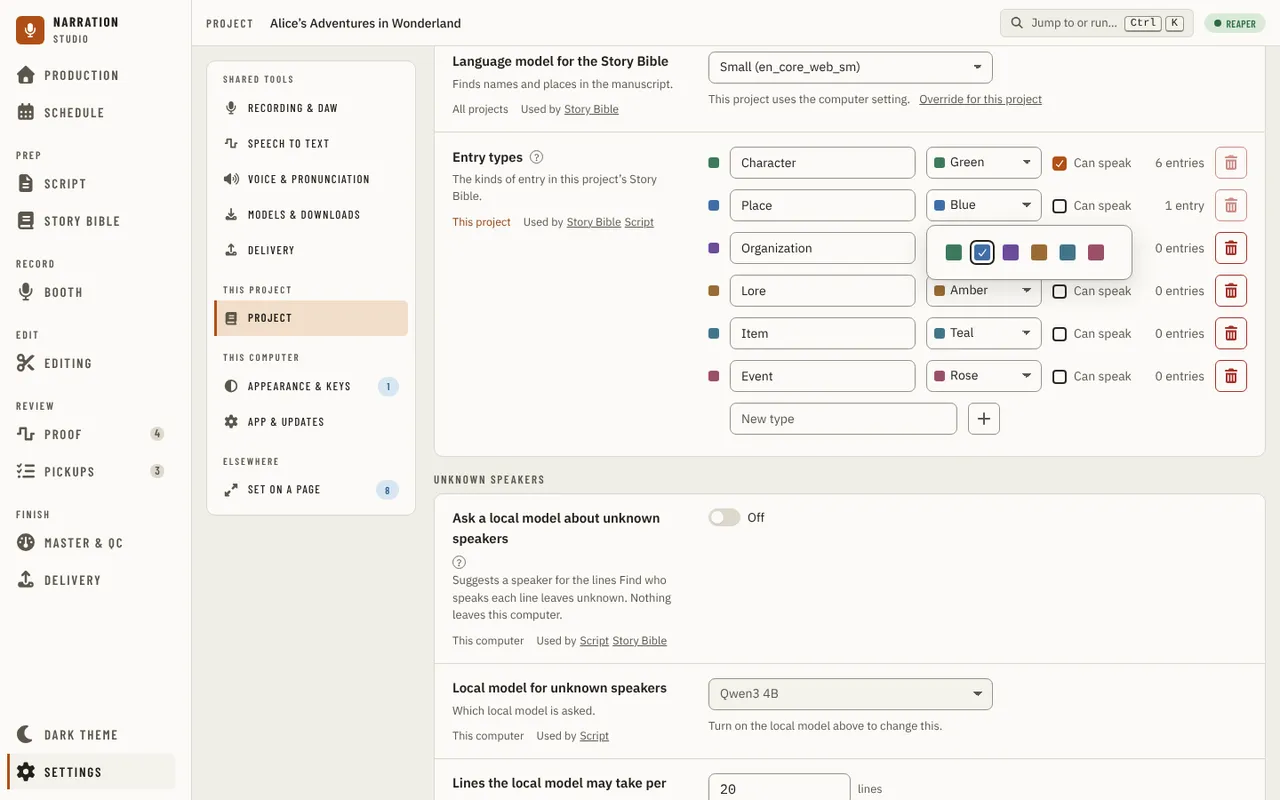 NARRATION
STUDIO
PRODUCTION
SCHEDULE
PREP
SCRIPT
STORY BIBLE
RECORD
BOOTH
EDIT
EDITING
REVIEW
PROOF 4
PICKUPS 3
FINISH
MASTER & QC
DELIVERY
DARK THEME
SETTINGS
PROJECT Alice's Adventures in Wonderland
Jump to or run... Ctrl K
REAPER
SHARED TOOLS
RECORDING & DAW
SPEECH TO TEXT
VOICE & PRONUNCIATION
MODELS & DOWNLOADS
DELIVERY
THIS PROJECT
PROJECT
THIS COMPUTER
APPEARANCE & KEYS 1
APP & UPDATES
ELSEWHERE
SET ON A PAGE 8
Language model for the Story Bible
Finds names and places in the manuscript.
All projects Used by Story Bible
Small (en_core_web_sm)
This project uses the computer setting. Override for this project
Entry types ?
The kinds of entry in this project's Story
Bible.
This project Used by Story Bible Script
Character Green Can speak 6 entries
Place Blue Can speak 1 entry
Organization 0 entries
Lore Amber Can speak 0 entries
Item Teal Can speak 0 entries
Event Rose Can speak 0 entries
New type
UNKNOWN SPEAKERS
Ask a local model about unknown
speakers
?
Suggests a speaker for the lines Find who
speaks each line leaves unknown. Nothing
leaves this computer.
This computer Used by Script Story Bible
Off
Local model for unknown speakers
Which local model is asked.
This computer Used by Script
Qwen3 4B
Turn on the local model above to change this.
Lines the local model may take per
20 lines